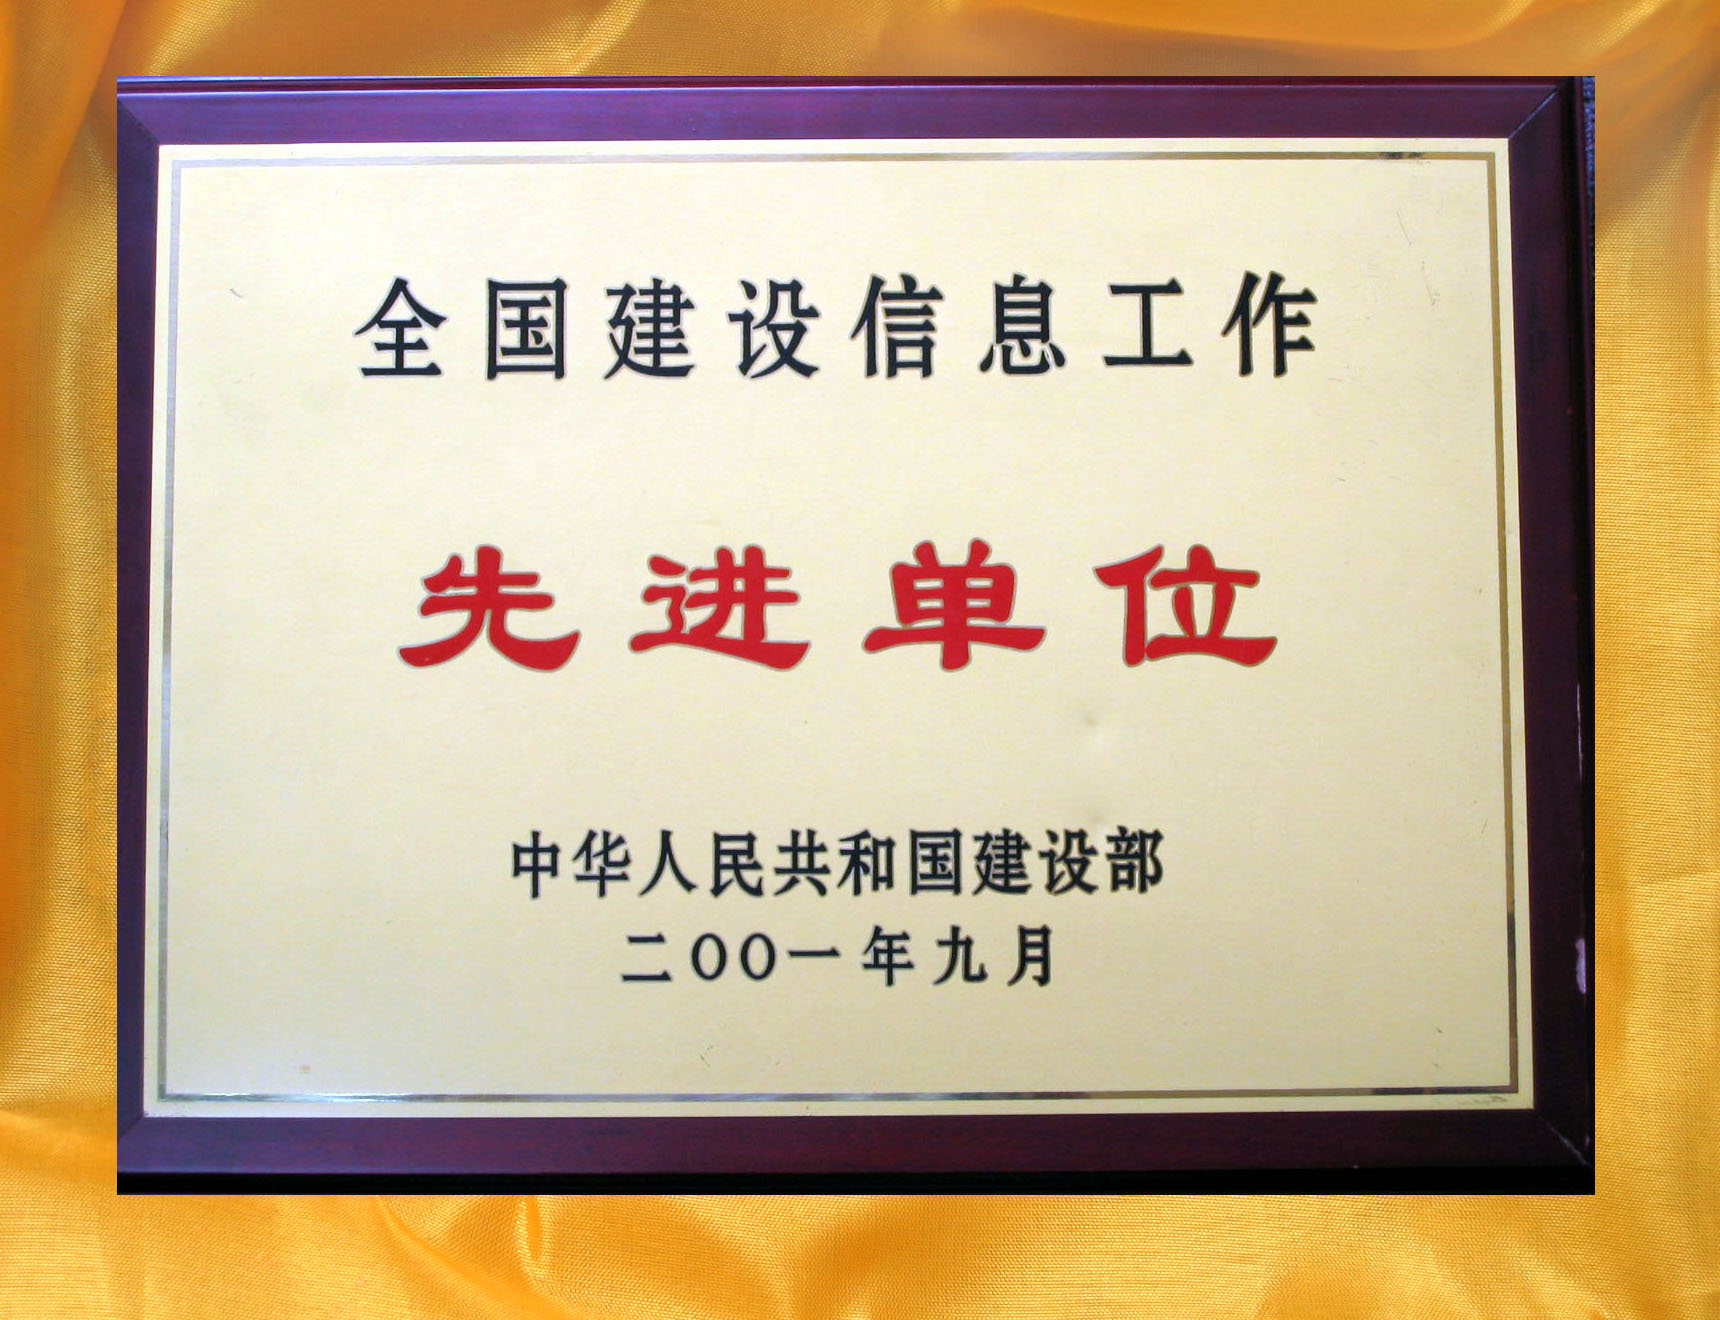 全国建设信息工作
先进单位
中华人民共和国建设部
二〇〇一年九月